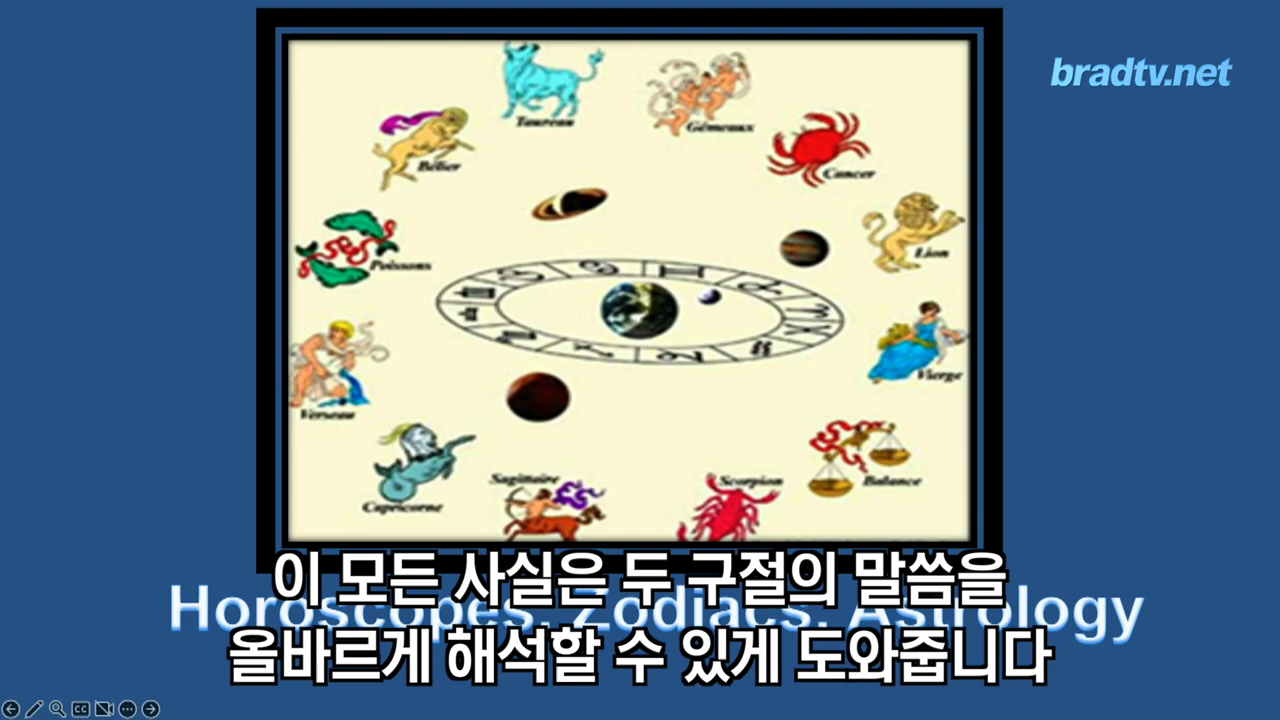 bradtv.net
Taureau
Gémeaux
Bélier
Cancer
Lion
Poissons
Vierge
Verseau
Balance
Capricorne
Sagittaire
Scorpion
이 모든 사실은 두 구절의 말씀을
Horoscopes, Zodiacs, Astrology
올바르게 해석할 수 있게 도와줍니다
CC